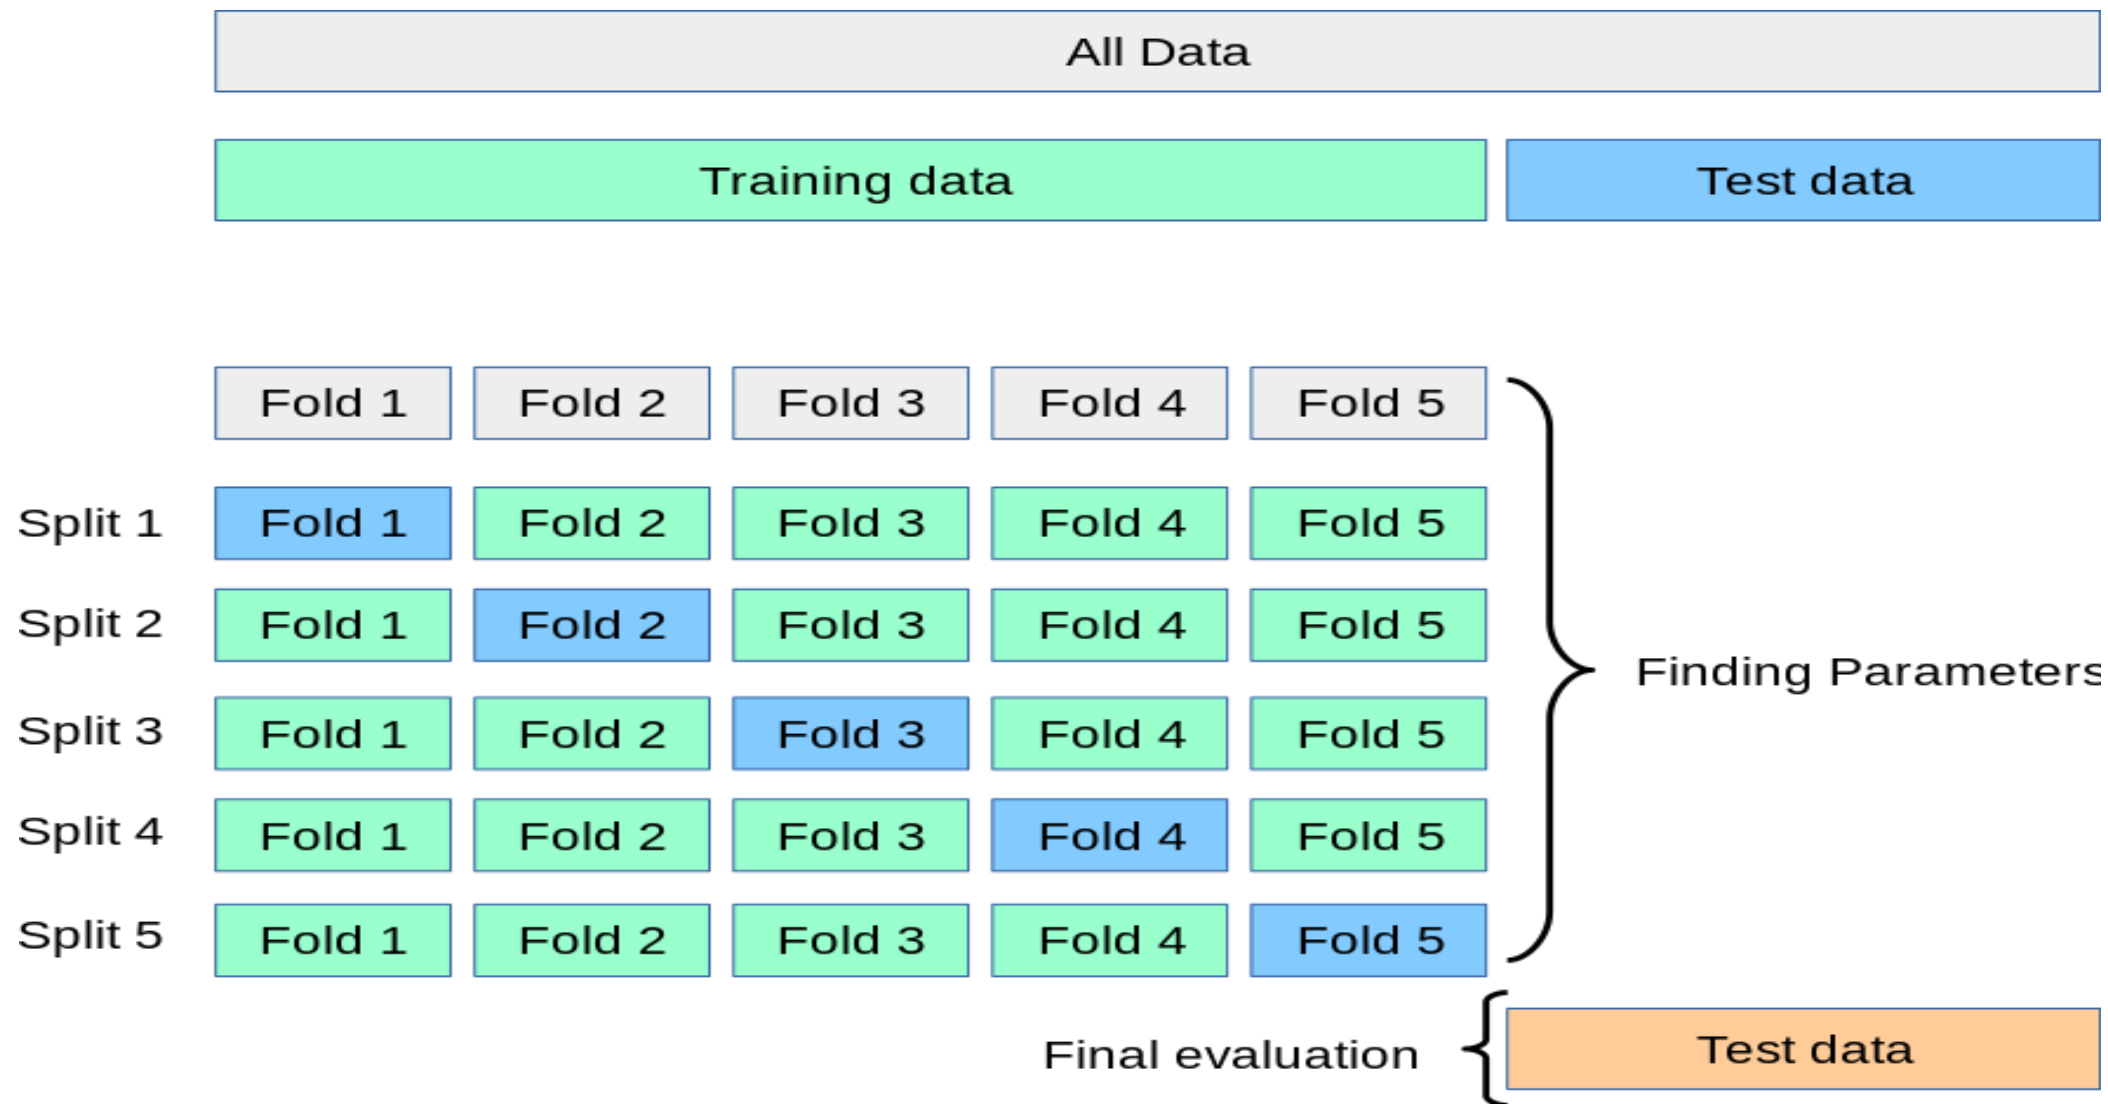 All Data
Training data Test data
Fold 1 Fold 2 Fold 3 Fold 4 Fold 5
Split 1 Fold 1 Fold 2 Fold 3 Fold 4 Fold 5
Split 2 Fold 1 Fold 2 Fold 3 Fold 4 Fold 5
Finding Parameters
Split 3 Fold 1 Fold 2 Fold 3 Fold 4 Fold 5
Split 4 Fold 1 Fold 2 Fold 3 Fold 4 Fold 5
Split 5 Fold 1 Fold 2 Fold 3 Fold 4 Fold 5
Final evaluation Test data